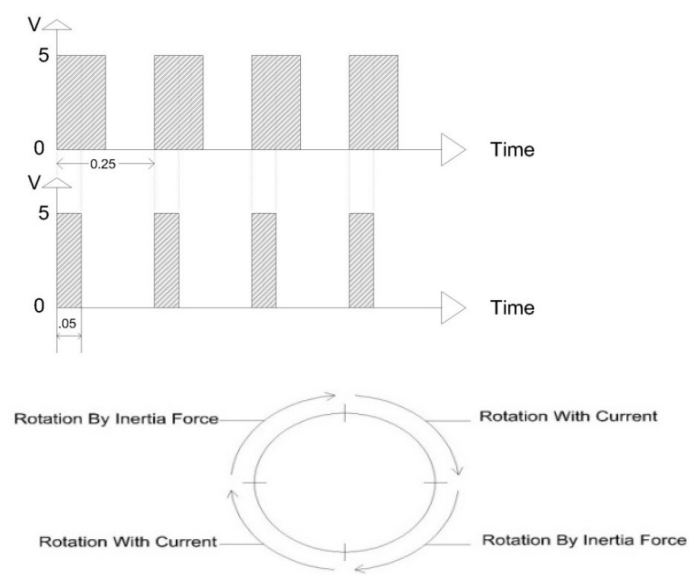 V
5
0
Time
0.25
V
5
0
Time
.05
Rotation By Inertia Force
Rotation With Current
Rotation With Current
Rotation By Inertia Force